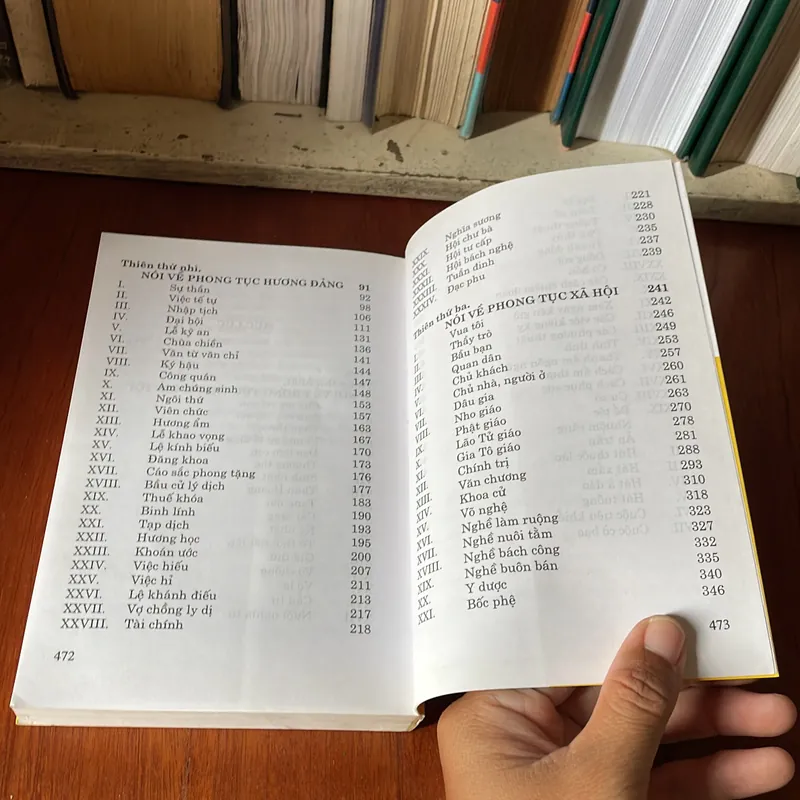 Thiên thứ nhì,
NÓI VỀ PHONG TỤC HƯƠNG ĐẢNG 91
I. Sự thần 92
II. Việc tế tự 98
III. Nhập tịch 106
IV. Đại hội 111
V. Lễ kỳ an 131
VI. Chùa chiền 136
VII. Văn từ văn chỉ 141
VIII. Ký hậu 144
IX. Công quán 147
X. Am chúng sinh 148
XI. Ngôi thứ 153
XII. Viên chức 157
XIII. Hương ẩm 163
XIV. Lễ khao vọng 167
XV. Lệ kính biếu 170
XVI. Đăng khoa 173
XVII. Cáo sắc phong tặng 176
XVIII. Bầu cử lý dịch 177
XIX. Thuế khóa 183
XX. Binh lính 190
XXI. Tạp dịch 193
XXII. Hương học 195
XXIII. Khoán ước 200
XXIV. Việc hiếu 207
XXV. Việc hỉ 211
XXVI. Lệ khánh điếu 213
XXVII. Vợ chồng ly dị 217
XXVIII. Tài chính 218
472
XXIX. Nghĩa sương 221
XXX. Hội chư bà 228
XXXI. Hội tư cấp 230
XXXII. Hội bách nghệ 235
XXXIII. Tuần đinh 237
XXXIV. Đạc phu 239
Thiên thứ ba,
NÓI VỀ PHONG TỤC XÃ HỘI 241
I. Vua tôi 242
II. Thầy trò 246
III. Bầu bạn 249
IV. Quan dân 253
V. Chủ khách 257
VI. Chủ nhà, người ở 260
VII. Dâu gia 261
VIII. Nho giáo 263
IX. Phật giáo 270
X. Lão Tử giáo 278
XI. Gia Tô giáo 281
XII. Chính trị 288
XIII. Văn chương 293
XIV. Khoa cử 310
XV. Võ nghệ 318
XVI. Nghề làm ruộng 323
XVII. Nghề nuôi tằm 327
XVIII. Nghề bách công 332
XIX. Nghề buôn bán 335
XX. Y dược 340
XXI. Bốc phệ 346
473